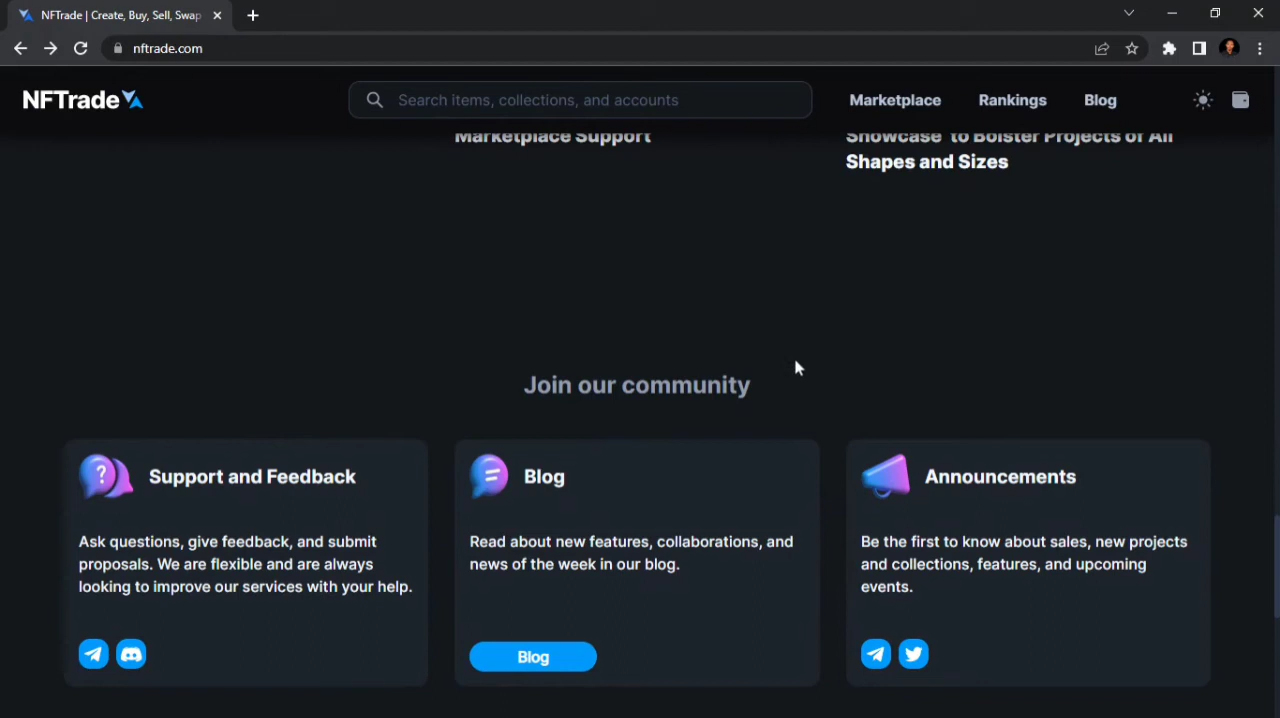 NFTrade | Create, Buy, Sell, Swap
nftrade.com
NFTrade
Search items, collections, and accounts
Marketplace
Rankings
Blog
Marketplace Support
Showcase to Bolster Projects of All
Shapes and Sizes
Join our community
Support and Feedback
Ask questions, give feedback, and submit
proposals. We are flexible and are always
looking to improve our services with your help.
Blog
Read about new features, collaborations, and
news of the week in our blog.
Blog
Announcements
Be the first to know about sales, new projects
and collections, features, and upcoming
events.